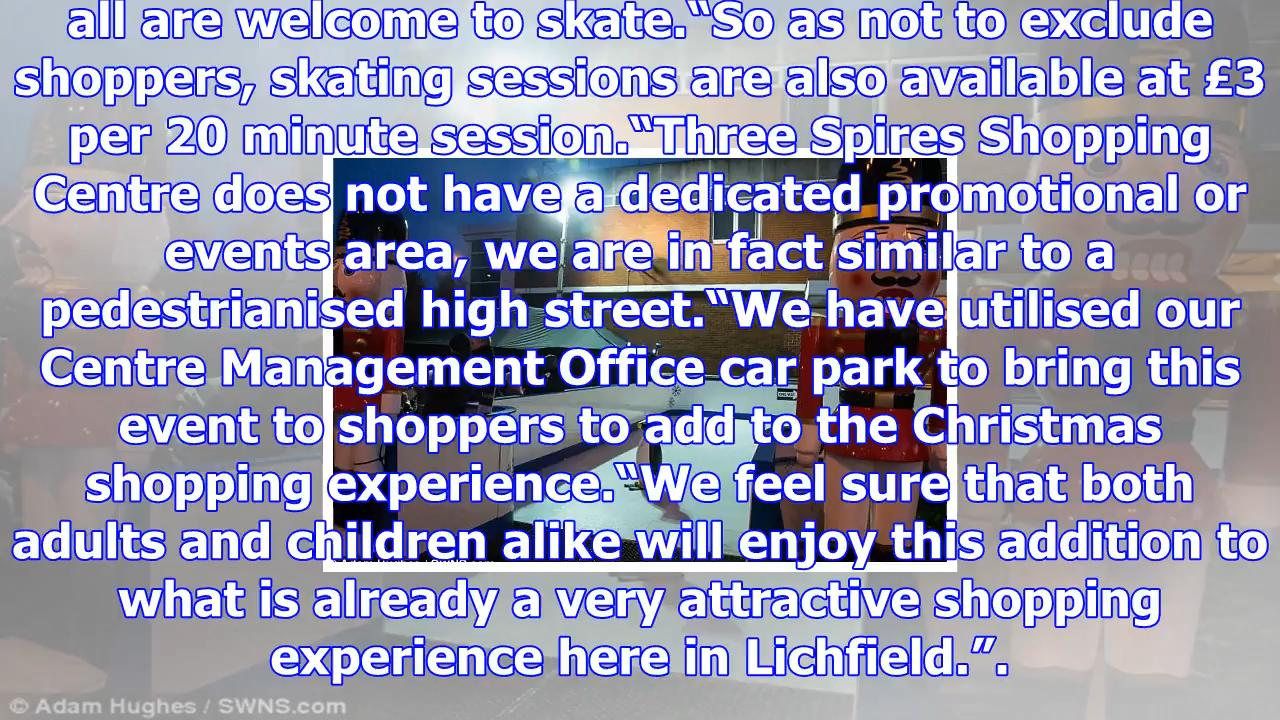 all are welcome to skate.“So as not to exclude
shoppers, skating sessions are also available at £3
per 20 minute session.“Three Spires Shopping
Centre does not have a dedicated promotional or
events area, we are in fact similar to a
pedestrianised high street.“We have utilised our
Centre Management Office car park to bring this
event to shoppers to add to the Christmas
shopping experience.“We feel sure that both
adults and children alike will enjoy this addition to
what is already a very attractive shopping
experience here in Lichfield.”.
© Adam Hughes / SWNS.com